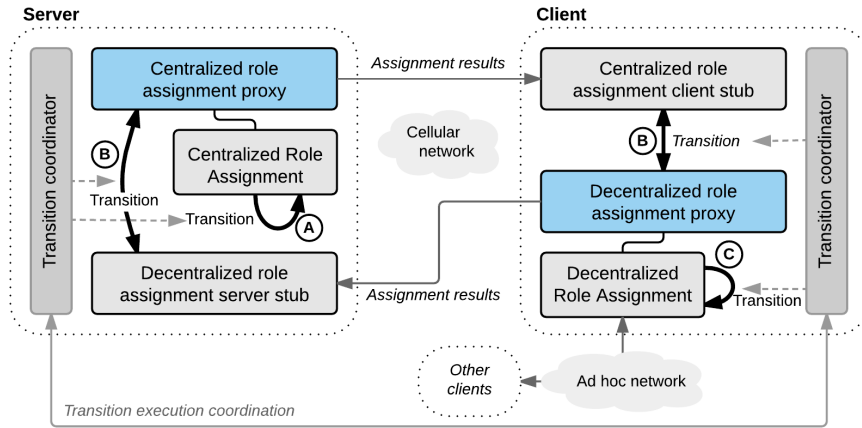 Server
Client
Transition coordinator
Centralized role
assignment proxy
Assignment results
Centralized role
assignment client stub
Transition coordinator
Cellular
network
B
Transition
Centralized Role
Assignment
B
Transition
Transition
A
Decentralized role
assignment proxy
Decentralized role
assignment server stub
Assignment results
C
Decentralized
Role Assignment
Transition
Other
clients
Ad hoc network
Transition execution coordination